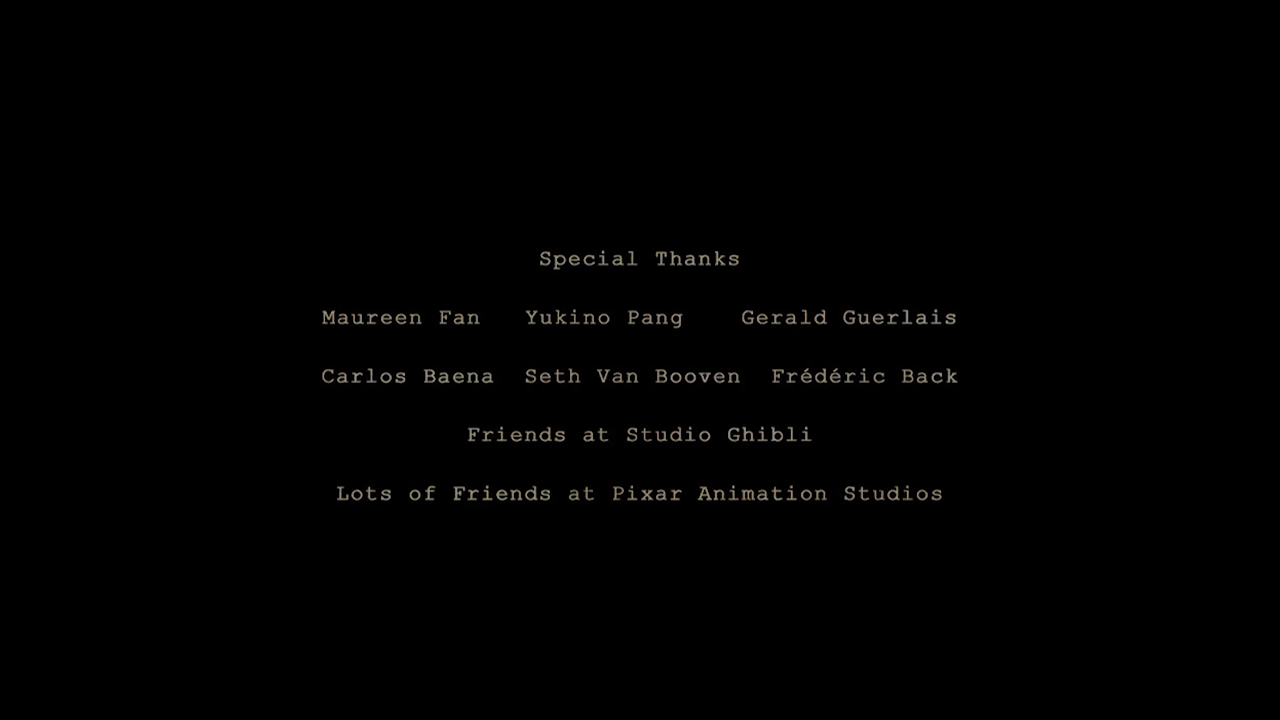 Special Thanks
Maureen Fan Yukino Pang Gerald Guerlais
Carlos Baena Seth Van Booven Frédéric Back
Friends at Studio Ghibli
Lots of Friends at Pixar Animation Studios